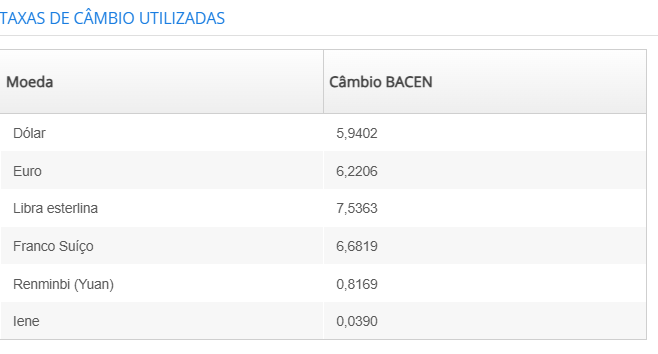 TAXAS DE CÂMBIO UTILIZADAS
Moeda Câmbio BACEN
Dólar 5,9402
Euro 6,2206
Libra esterlina 7,5363
Franco Suíço 6,6819
Renminbi (Yuan) 0,8169
Iene 0,0390